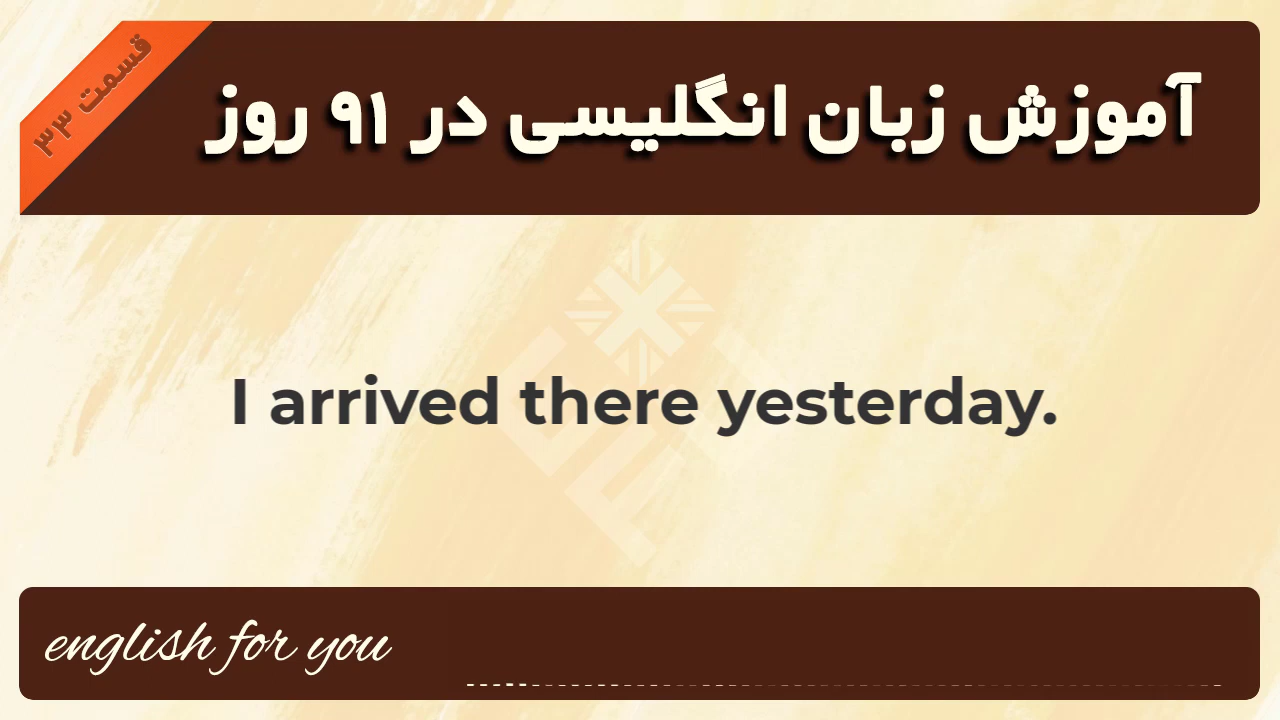 قسمت ۳۳
آموزش زبان انگلیسی در ۹۱ روز
I arrived there yesterday.
english for you